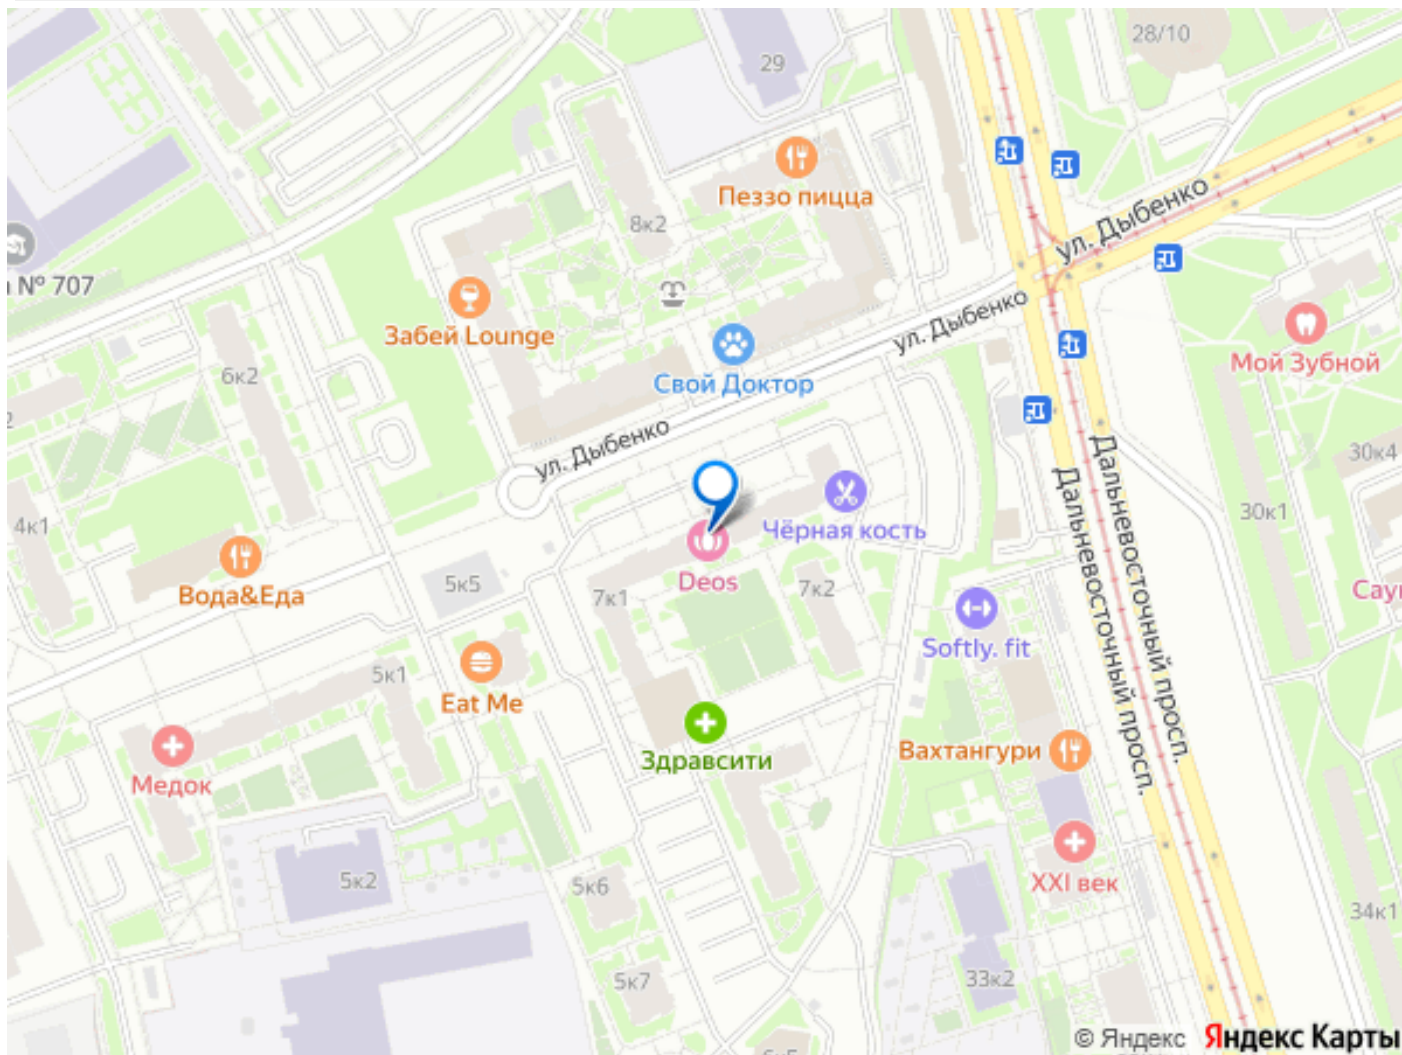 28/10
29
Пеззо пицца
ул. Дыбенко
8к2
№ 707
Забей Lounge
ул. Дыбенко
Мой Зубной
6к2
Свой Доктор
ул. Дыбенко
30к4
4к1
Чёрная кость
30к1
Вода&Еда
5к5
Deos
7к1
7к2
Дальневосточный просп.
Дальневосточный просп.
Softly. fit
5к1
Eat Me
Здравсити
Вахтангури
Медок
5к2
5к6
XXI век
34к1
5к7
33к2
© Яндекс Яндекс Карты